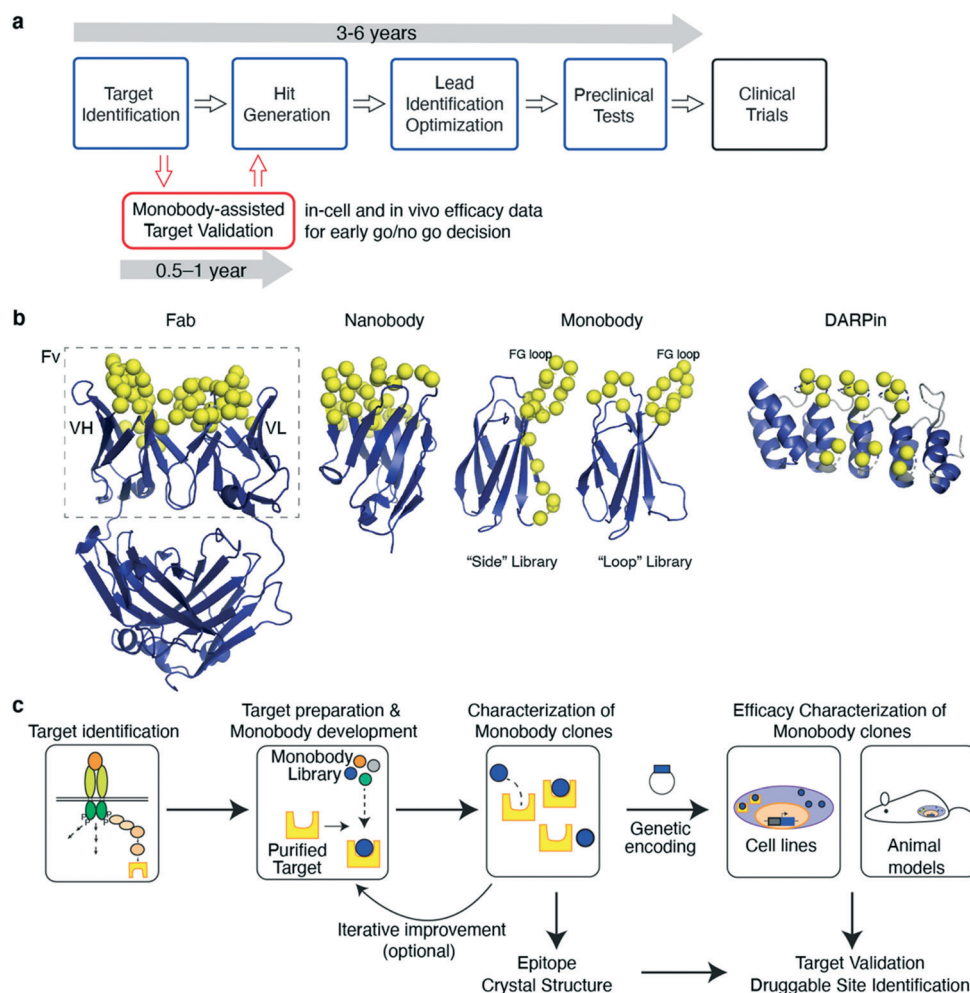 a
3-6 years
Target
Identification
Hit
Generation
Lead
Identification
Optimization
Preclinical
Tests
Clinical
Trials
Monobody-assisted
Target Validation
in-cell and in vivo efficacy data
for early go/no go decision
0.5–1 year
b
Fab
Nanobody
Monobody
DARPin
Fv
FG loop
FG loop
VH
VL
"Side" Library
"Loop" Library
c
Target identification
Target preparation &
Monobody development
Characterization of
Monobody clones
Efficacy Characterization of
Monobody clones
P
P
P
P
Monobody
Library
Purified
Target
Genetic
encoding
Cell lines
Animal
models
Iterative improvement
(optional)
Epitope
Crystal Structure
Target Validation
Druggable Site Identification